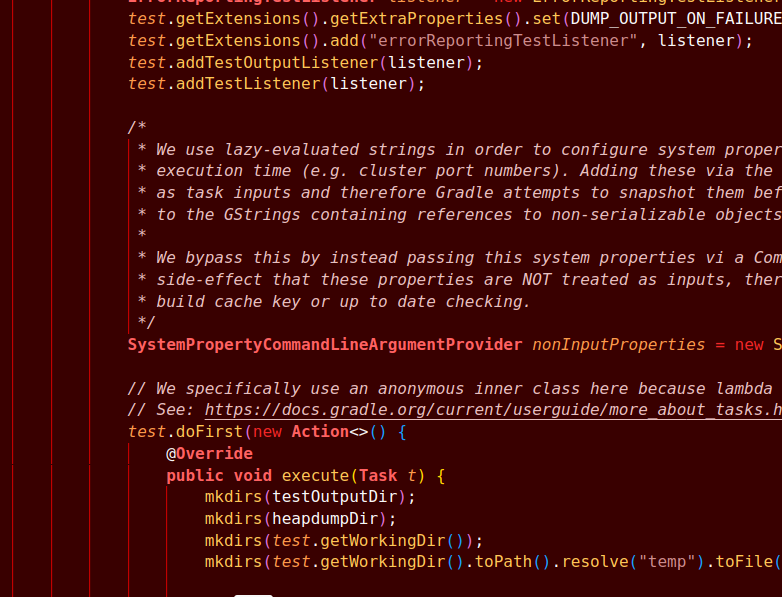 test.getExtensions().getExtraProperties().set(DUMP_OUTPUT_ON_FAILURE
test.getExtensions().add("errorReportingTestListener", listener);
test.addTestOutputListener(listener);
test.addTestListener(listener);
/*
* We use lazy-evaluated strings in order to configure system proper
* execution time (e.g. cluster port numbers). Adding these via the
* as task inputs and therefore Gradle attempts to snapshot them bef
* to the GStrings containing references to non-serializable objects
*
* We bypass this by instead passing this system properties vi a Com
* side-effect that these properties are NOT treated as inputs, ther
* build cache key or up to date checking.
*/
SystemPropertyCommandLineArgumentProvider nonInputProperties = new S
// We specifically use an anonymous inner class here because lambda
// See: https://docs.gradle.org/current/userguide/more_about_tasks.h
test.doFirst(new Action<>() {
@Override
public void execute(Task t) {
mkdirs(testOutputDir);
mkdirs(heapdumpDir);
mkdirs(test.getWorkingDir());
mkdirs(test.getWorkingDir().toPath().resolve("temp").toFile(